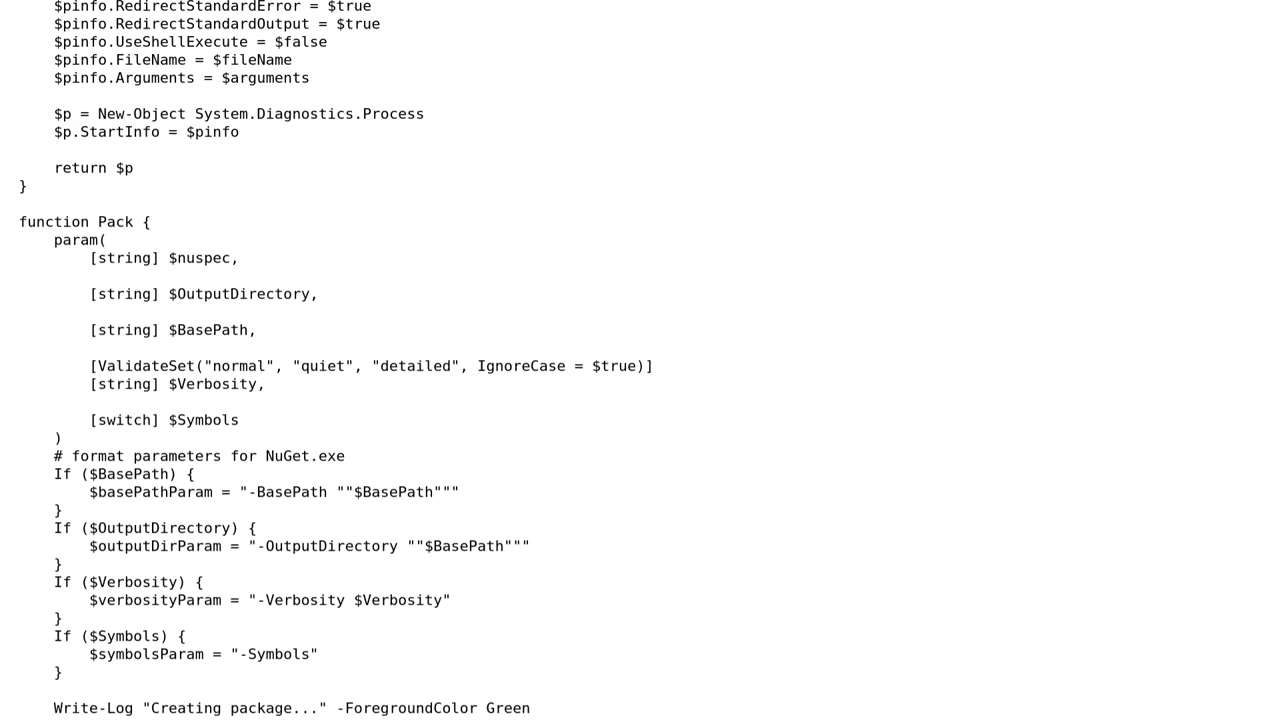 $pinfo.RedirectStandardError = $true
    $pinfo.RedirectStandardOutput = $true
    $pinfo.UseShellExecute = $false
    $pinfo.FileName = $fileName
    $pinfo.Arguments = $arguments

    $p = New-Object System.Diagnostics.Process
    $p.StartInfo = $pinfo

    return $p
}

function Pack {
    param(
        [string] $nuspec,

        [string] $OutputDirectory,

        [string] $BasePath,

        [ValidateSet("normal", "quiet", "detailed", IgnoreCase = $true)]
        [string] $Verbosity,

        [switch] $Symbols
    )
    # format parameters for NuGet.exe
    If ($BasePath) {
        $basePathParam = "-BasePath ""$BasePath"""
    }
    If ($OutputDirectory) {
        $outputDirParam = "-OutputDirectory ""$BasePath"""
    }
    If ($Verbosity) {
        $verbosityParam = "-Verbosity $Verbosity"
    }
    If ($Symbols) {
        $symbolsParam = "-Symbols"
    }

    Write-Log "Creating package..." -ForegroundColor Green